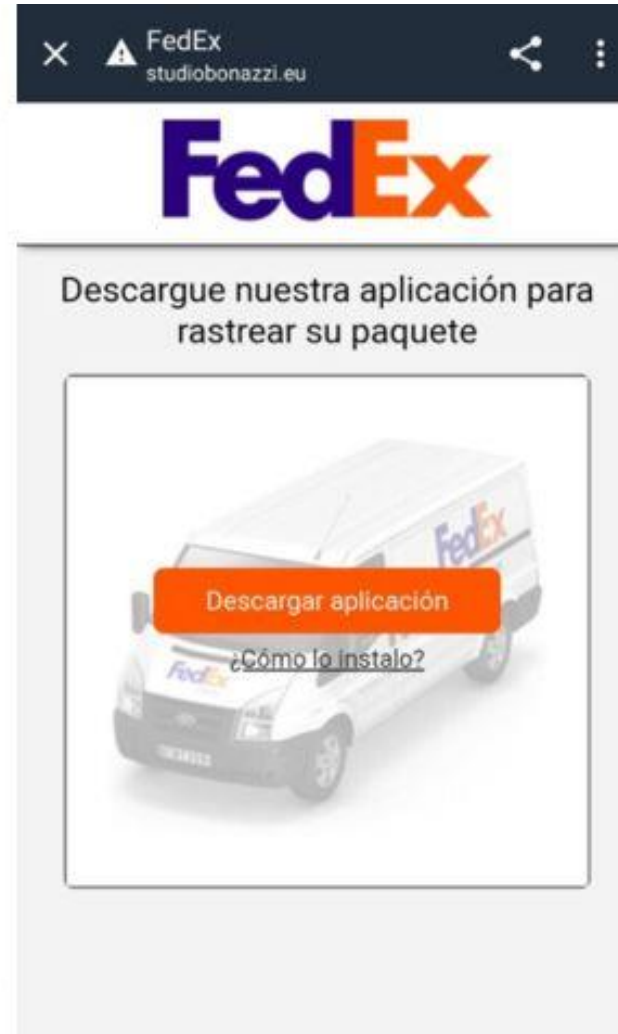 FedEx
studiobonazzi.eu
FedEx
Descargue nuestra aplicación para
rastrear su paquete
FedEx
Descargar aplicación
¿Cómo lo instalo?
FedEx